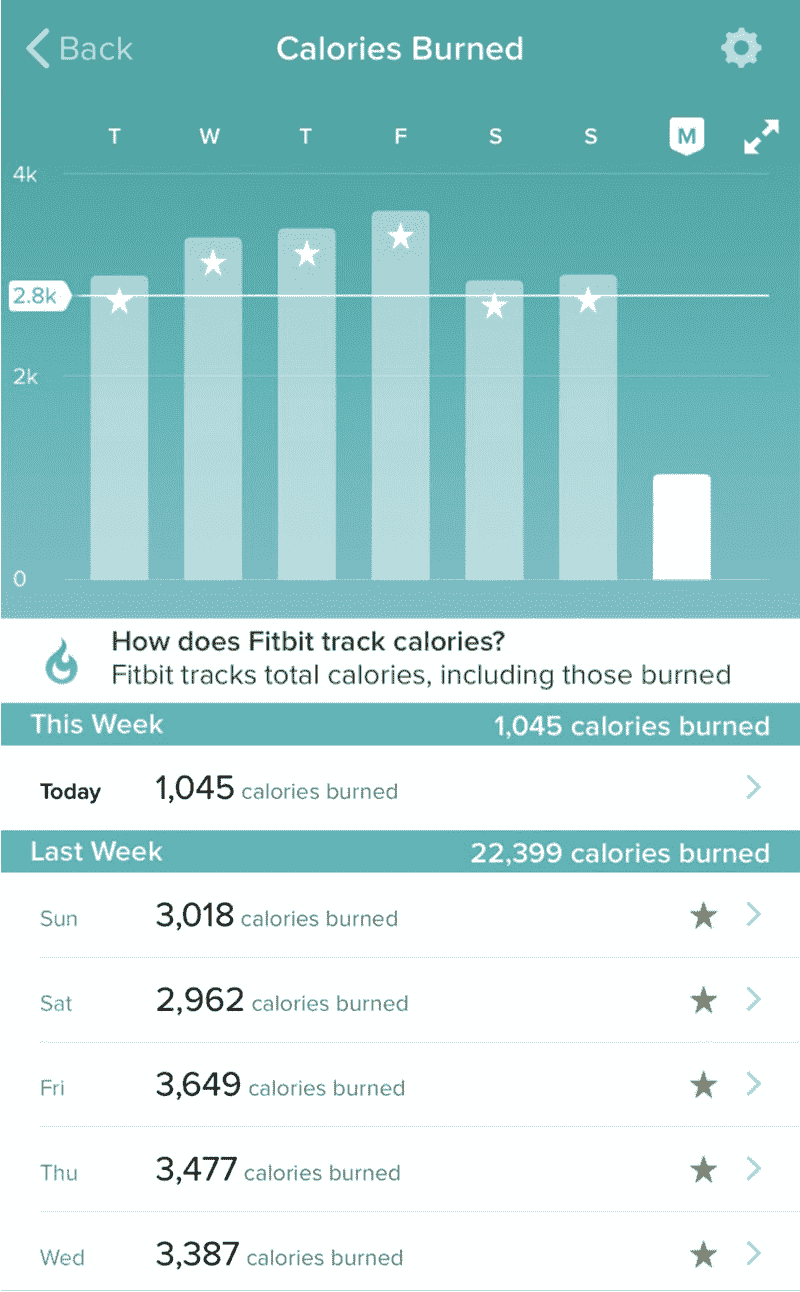 Back Calories Burned
T W T F S S M
4k
2.8k
2k
0
How does Fitbit track calories?
Fitbit tracks total calories, including those burned
This Week 1,045 calories burned
Today 1,045 calories burned
Last Week 22,399 calories burned
Sun 3,018 calories burned
Sat 2,962 calories burned
Fri 3,649 calories burned
Thu 3,477 calories burned
Wed 3,387 calories burned